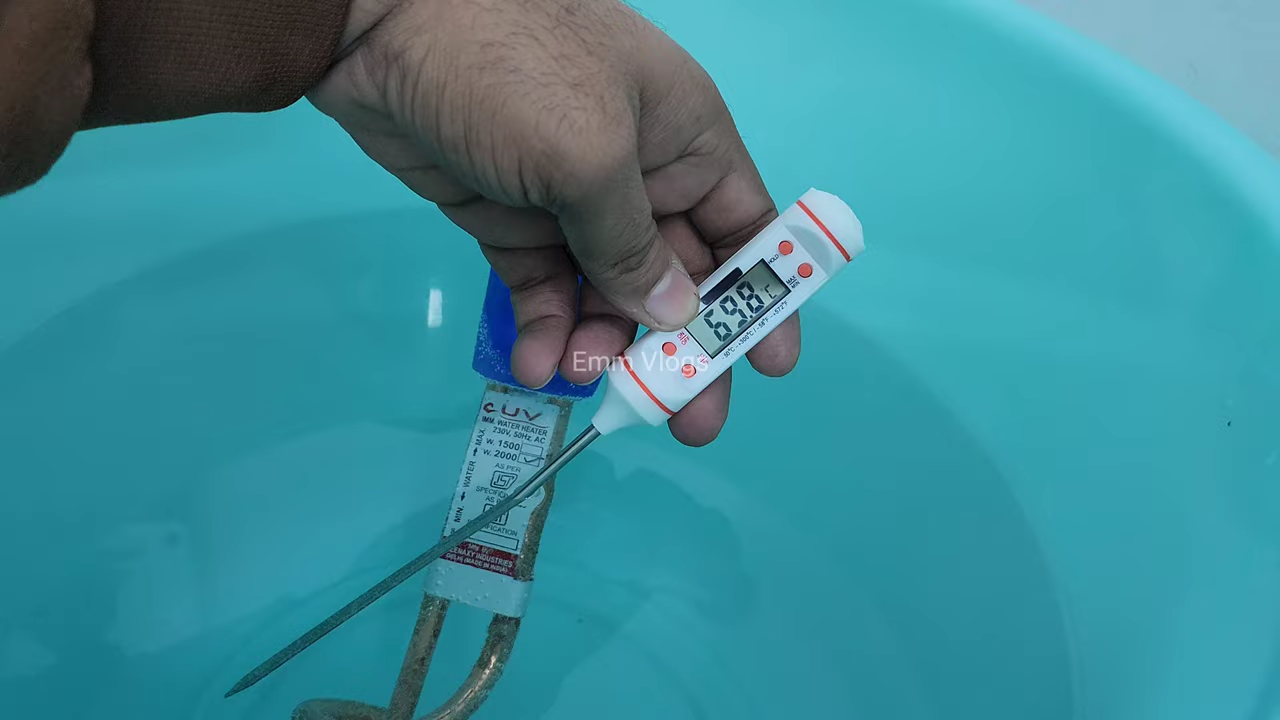 HOLD
MAX
MIN
69.8°C
-50°C~+300°C/-58°F~+572°F
Emm Vlogs
UV
IMM. WATER HEATER
230V, 50Hz, AC
W. 1500
W. 2000
AS PER
MIN. WATER MAX.
INDUSTRIES
DELHI (MADE IN INDIA)